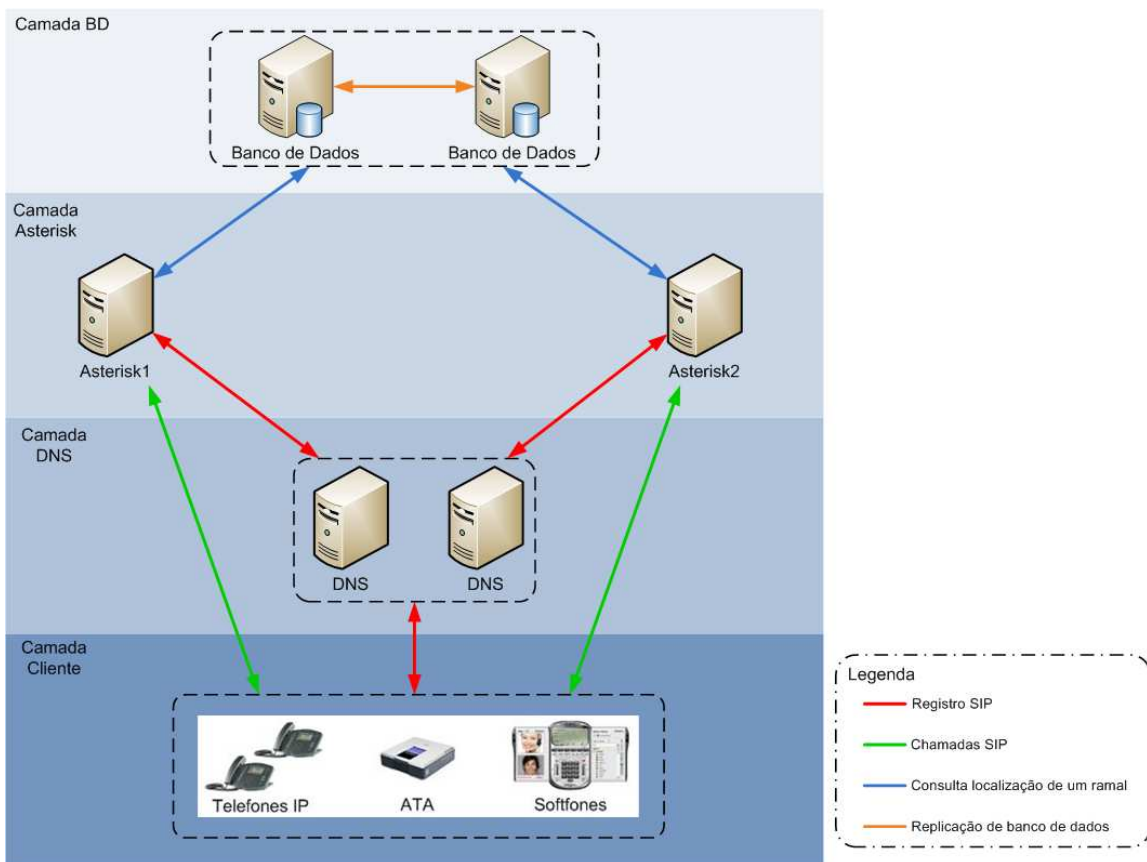 Camada BD
Banco de Dados
Banco de Dados
Camada
Asterisk
Asterisk1
Asterisk2
Camada
DNS
DNS
DNS
Camada
Cliente
Telefones IP
ATA
Softfones
Legenda
Registro SIP
Chamadas SIP
Consulta localização de um ramal
Replicação de banco de dados